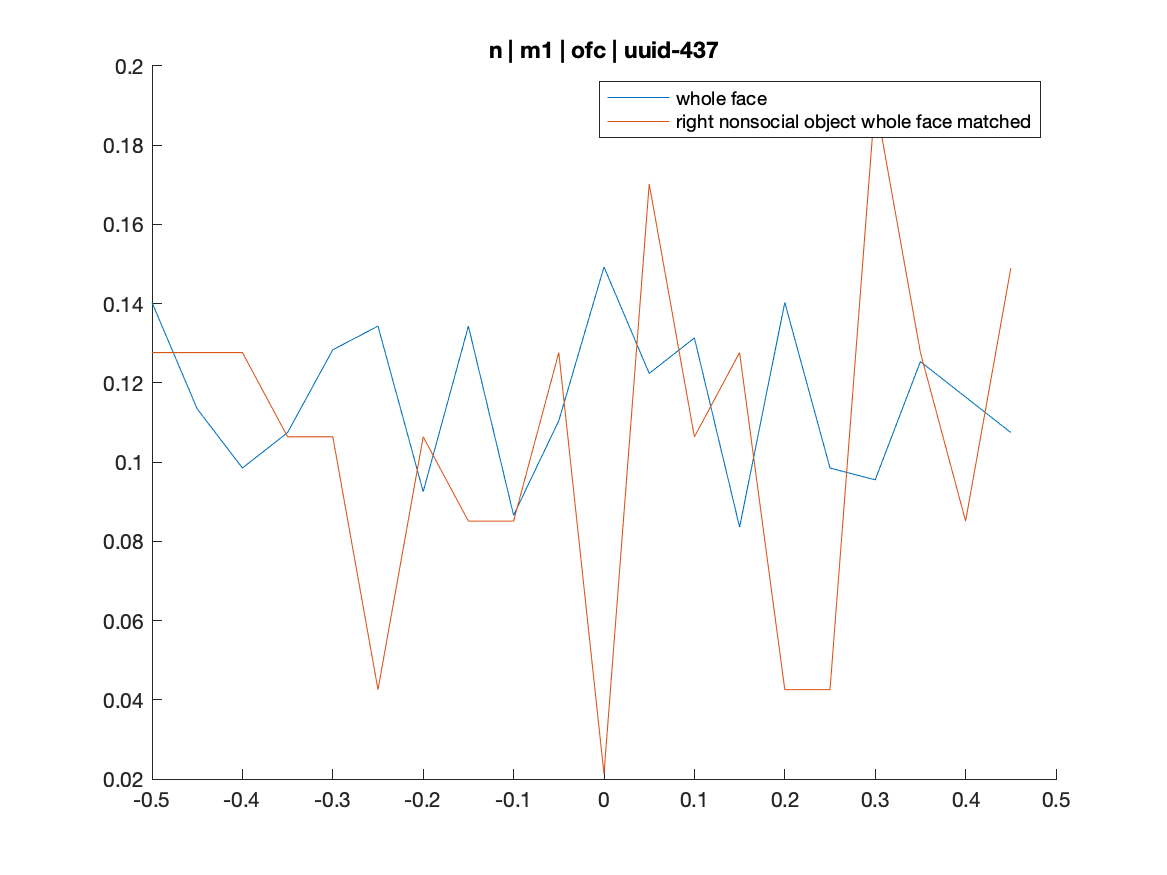 n | m1 | ofc | uuid-437
0.2
whole face
right nonsocial object whole face matched
0.18
0.16
0.14
0.12
0.1
0.08
0.06
0.04
0.02
-0.5 -0.4 -0.3 -0.2 -0.1 0 0.1 0.2 0.3 0.4 0.5